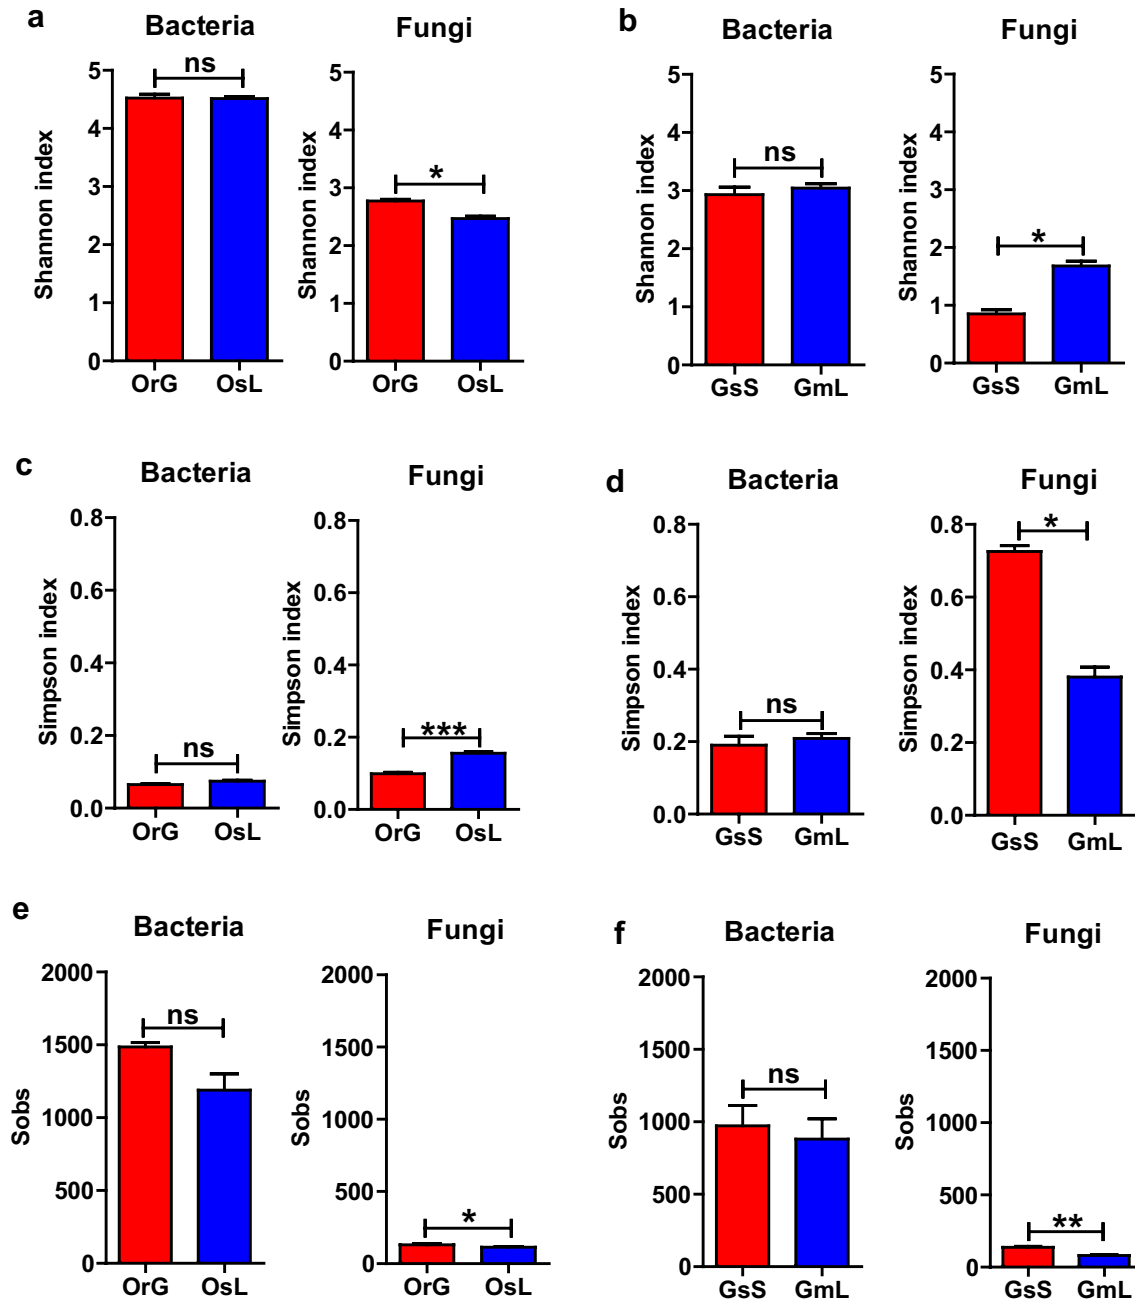 a
Bacteria
Shannon index
5
4
3
2
1
0
ns
OrG
OsL
Fungi
Shannon index
5
4
3
2
1
0
*
OrG
OsL
b
Bacteria
Shannon index
5
4
3
2
1
0
ns
GsS
GmL
Fungi
Shannon index
5
4
3
2
1
0
*
GsS
GmL
c
Bacteria
Simpson index
0.8
0.6
0.4
0.2
0.0
ns
OrG
OsL
Fungi
Simpson index
0.8
0.6
0.4
0.2
0.0
***
OrG
OsL
d
Bacteria
Simpson index
0.8
0.6
0.4
0.2
0.0
ns
GsS
GmL
Fungi
Simpson index
0.8
0.6
0.4
0.2
0.0
*
GsS
GmL
e
Bacteria
Sobs
2000
1500
1000
500
0
ns
OrG
OsL
Fungi
Sobs
2000
1500
1000
500
0
*
OrG
OsL
f
Bacteria
Sobs
2000
1500
1000
500
0
ns
GsS
GmL
Fungi
Sobs
2000
1500
1000
500
0
**
GsS
GmL